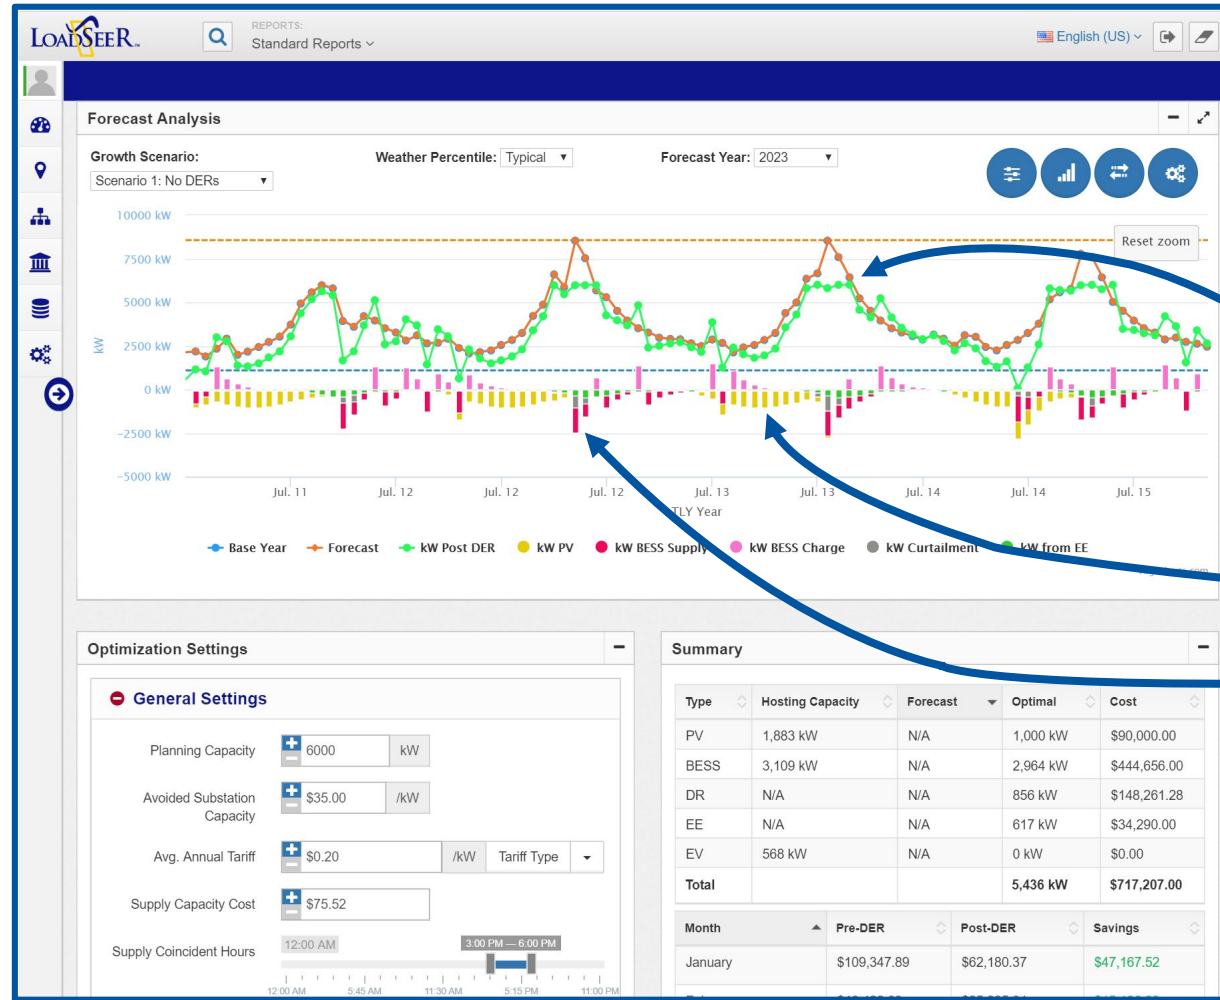 LOADSEER™
REPORTS:
Standard Reports
English (US)
Forecast Analysis
Growth Scenario:
Scenario 1: No DERs
Weather Percentile: Typical
Forecast Year: 2023
Reset zoom
10000 kW
7500 kW
5000 kW
2500 kW
0 kW
−2500 kW
−5000 kW
kW
Jul. 11 Jul. 12 Jul. 12 Jul. 12 Jul. 13 Jul. 13 Jul. 14 Jul. 14 Jul. 15
TLY Year
Base Year Forecast kW Post DER kW PV kW BESS Supply kW BESS Charge kW Curtailment kW from EE
Optimization Settings
General Settings
Planning Capacity 6000 kW
Avoided Substation
Capacity
$35.00 /kW
Avg. Annual Tariff $0.20 /kW Tariff Type
Supply Capacity Cost $75.52
Supply Coincident Hours
12:00 AM 3:00 PM — 6:00 PM
12:00 AM 5:45 AM 11:30 AM 5:15 PM 11:00 PM
Summary
Type Hosting Capacity Forecast Optimal Cost
PV 1,883 kW N/A 1,000 kW $90,000.00
BESS 3,109 kW N/A 2,964 kW $444,656.00
DR N/A N/A 856 kW $148,261.28
EE N/A N/A 617 kW $34,290.00
EV 568 kW N/A 0 kW $0.00
Total 5,436 kW $717,207.00
Month Pre-DER Post-DER Savings
January $109,347.89 $62,180.37 $47,167.52